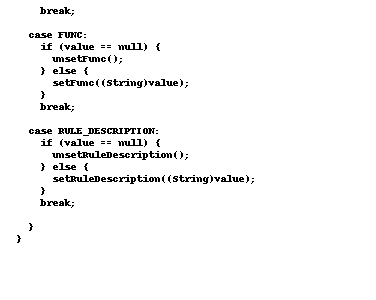 break;

    case FUNC:
      if (value == null) {
        unsetFunc();
      } else {
        setFunc((String)value);
      }
      break;

    case RULE_DESCRIPTION:
      if (value == null) {
        unsetRuleDescription();
      } else {
        setRuleDescription((String)value);
      }
      break;

    }
  }